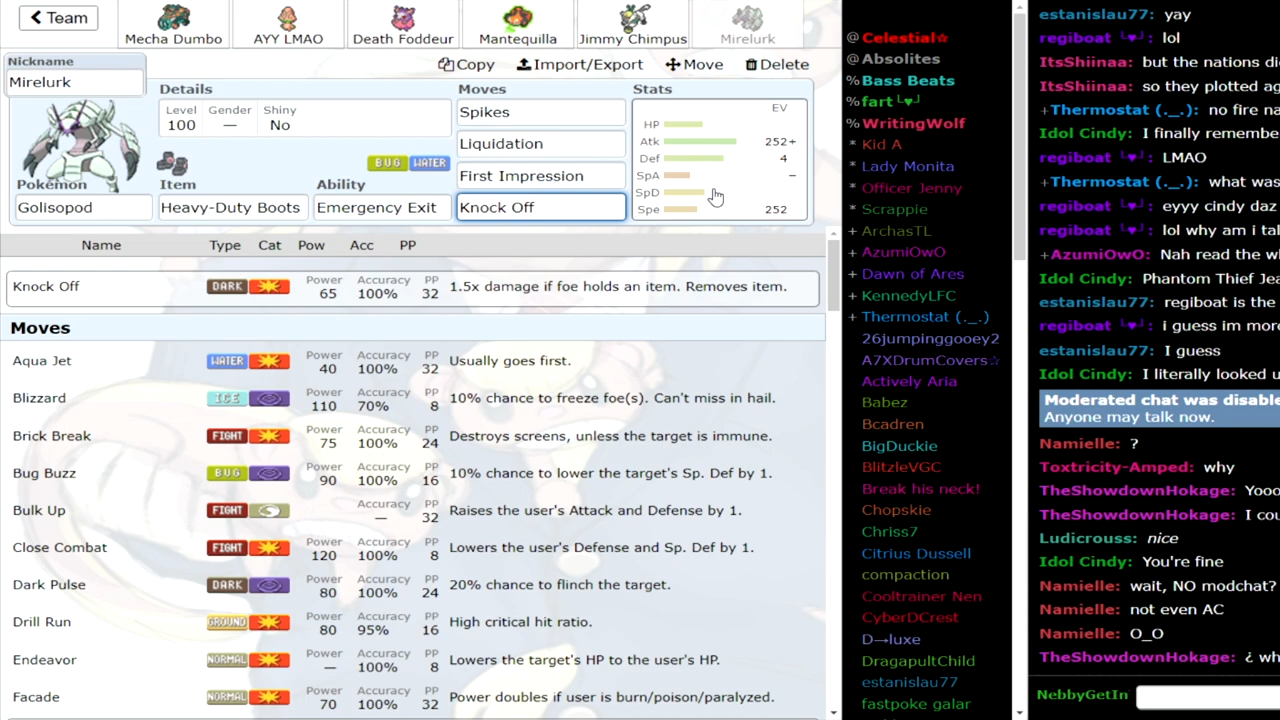 Team
Mecha Dumbo
AYY LMAO
Death Foddeur
Mantequilla
Jimmy Chimpus
Mirelurk
Nickname
Mirelurk
Copy
Import/Export
Move
Delete
Details
Level
100
Gender
—
Shiny
No
BUG WATER
Pokémon
Golisopod
Item
Heavy-Duty Boots
Ability
Emergency Exit
Moves
Spikes
Liquidation
First Impression
Knock Off
Stats
EV
HP
Atk 252+
Def 4
SpA −
SpD
Spe 252
Name Type Cat Pow Acc PP
Knock Off DARK Power 65 Accuracy 100% PP 32 1.5x damage if foe holds an item. Removes item.
Moves
Aqua Jet WATER Power 40 Accuracy 100% PP 32 Usually goes first.
Blizzard ICE Power 110 Accuracy 70% PP 8 10% chance to freeze foe(s). Can't miss in hail.
Brick Break FIGHT Power 75 Accuracy 100% PP 24 Destroys screens, unless the target is immune.
Bug Buzz BUG Power 90 Accuracy 100% PP 16 10% chance to lower the target's Sp. Def by 1.
Bulk Up FIGHT Accuracy — PP 32 Raises the user's Attack and Defense by 1.
Close Combat FIGHT Power 120 Accuracy 100% PP 8 Lowers the user's Defense and Sp. Def by 1.
Dark Pulse DARK Power 80 Accuracy 100% PP 24 20% chance to flinch the target.
Drill Run GROUND Power 80 Accuracy 95% PP 16 High critical hit ratio.
Endeavor NORMAL Power — Accuracy 100% PP 8 Lowers the target's HP to the user's HP.
Facade NORMAL Power 70 Accuracy 100% PP 32 Power doubles if user is burn/poison/paralyzed.
@ Celestial☆
@ Absolites
% Bass Beats
% fart ╰♥╯
% WritingWolf
* Kid A
* Lady Monita
* Officer Jenny
* Scrappie
+ ArchasTL
+ AzumiOwO
+ Dawn of Ares
+ KennedyLFC
+ Thermostat (._.)
26jumpinggooey2
A7XDrumCovers☆
Actively Aria
Babez
Bcadren
BigDuckie
BlitzleVGC
Break his neck!
Chopskie
Chriss7
Citrius Dussell
compaction
Cooltrainer Nen
CyberDCrest
D→luxe
DragapultChild
estanislau77
fastpoke galar
estanislau77: yay
regiboat ╰♥╯: lol
ItsShiinaa: but the nations di
ItsShiinaa: so they plotted ag
+Thermostat (._.): no fire na
Idol Cindy: I finally remembe
regiboat ╰♥╯: LMAO
+Thermostat (._.): what was
regiboat ╰♥╯: eyyy cindy daz
regiboat ╰♥╯: lol why am i tal
+AzumiOwO: Nah read the w
Idol Cindy: Phantom Thief Jea
estanislau77: regiboat is the
regiboat ╰♥╯: i guess im mor
estanislau77: I guess
Idol Cindy: I literally looked u
Moderated chat was disable
Anyone may talk now.
Namielle: ?
Toxtricity-Amped: why
TheShowdownHokage: Yooo
TheShowdownHokage: I cou
Ludicrouss: nice
Idol Cindy: You're fine
Namielle: wait, NO modchat?
Namielle: not even AC
Namielle: O_O
TheShowdownHokage: ¿ wh
NebbyGetIn